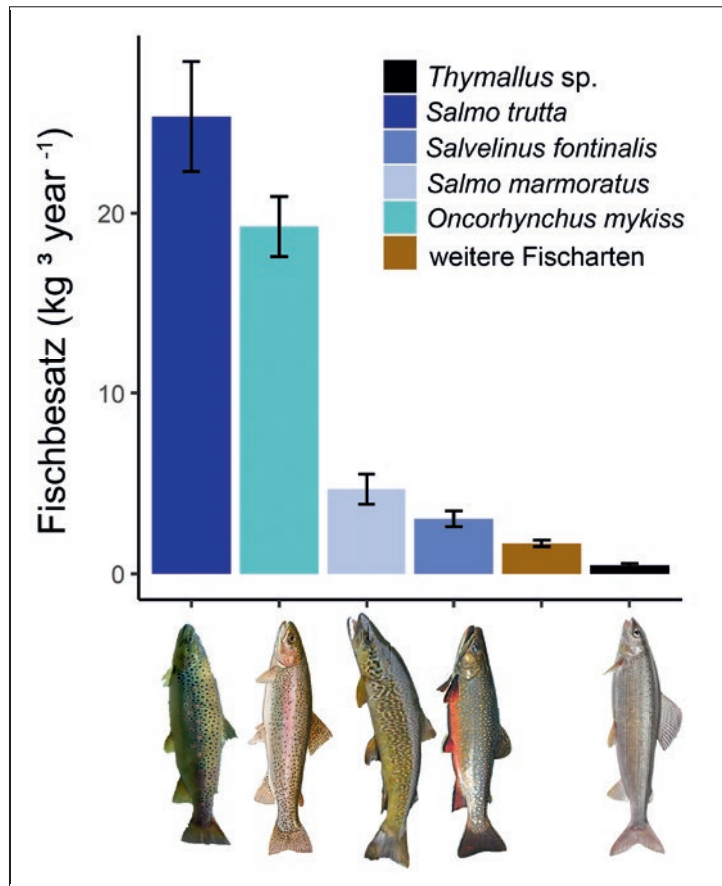 Fischbesatz (kg ³ year ⁻¹)
20
10
0
Thymallus sp.
Salmo trutta
Salvelinus fontinalis
Salmo marmoratus
Oncorhynchus mykiss
weitere Fischarten